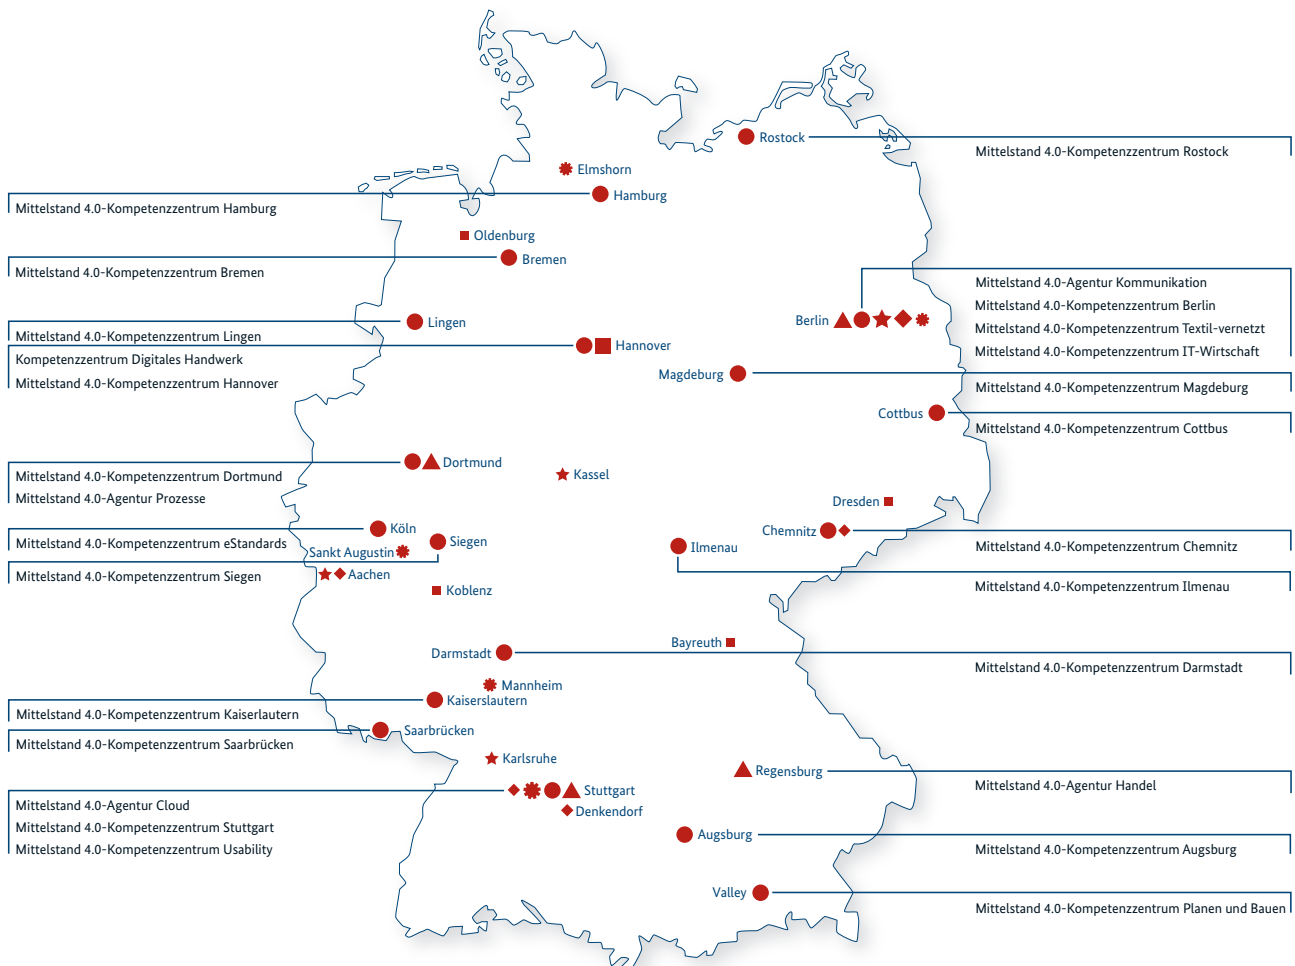 Rostock
Mittelstand 4.0-Kompetenzzentrum Rostock
Elmshorn
Hamburg
Mittelstand 4.0-Kompetenzzentrum Hamburg
Oldenburg
Bremen
Mittelstand 4.0-Kompetenzzentrum Bremen
Mittelstand 4.0-Agentur Kommunikation
Mittelstand 4.0-Kompetenzzentrum Berlin
Mittelstand 4.0-Kompetenzzentrum Textil-vernetzt
Mittelstand 4.0-Kompetenzzentrum IT-Wirtschaft
Berlin
Lingen
Mittelstand 4.0-Kompetenzzentrum Lingen
Hannover
Kompetenzzentrum Digitales Handwerk
Mittelstand 4.0-Kompetenzzentrum Hannover
Magdeburg
Mittelstand 4.0-Kompetenzzentrum Magdeburg
Cottbus
Mittelstand 4.0-Kompetenzzentrum Cottbus
Dortmund
Mittelstand 4.0-Kompetenzzentrum Dortmund
Mittelstand 4.0-Agentur Prozesse
Kassel
Dresden
Köln
Mittelstand 4.0-Kompetenzzentrum eStandards
Siegen
Sankt Augustin
Mittelstand 4.0-Kompetenzzentrum Siegen
Aachen
Koblenz
Chemnitz
Mittelstand 4.0-Kompetenzzentrum Chemnitz
Ilmenau
Mittelstand 4.0-Kompetenzzentrum Ilmenau
Bayreuth
Darmstadt
Mittelstand 4.0-Kompetenzzentrum Darmstadt
Mannheim
Kaiserslautern
Mittelstand 4.0-Kompetenzzentrum Kaiserlautern
Saarbrücken
Mittelstand 4.0-Kompetenzzentrum Saarbrücken
Karlsruhe
Regensburg
Mittelstand 4.0-Agentur Handel
Stuttgart
Denkendorf
Mittelstand 4.0-Agentur Cloud
Mittelstand 4.0-Kompetenzzentrum Stuttgart
Mittelstand 4.0-Kompetenzzentrum Usability
Augsburg
Mittelstand 4.0-Kompetenzzentrum Augsburg
Valley
Mittelstand 4.0-Kompetenzzentrum Planen und Bauen